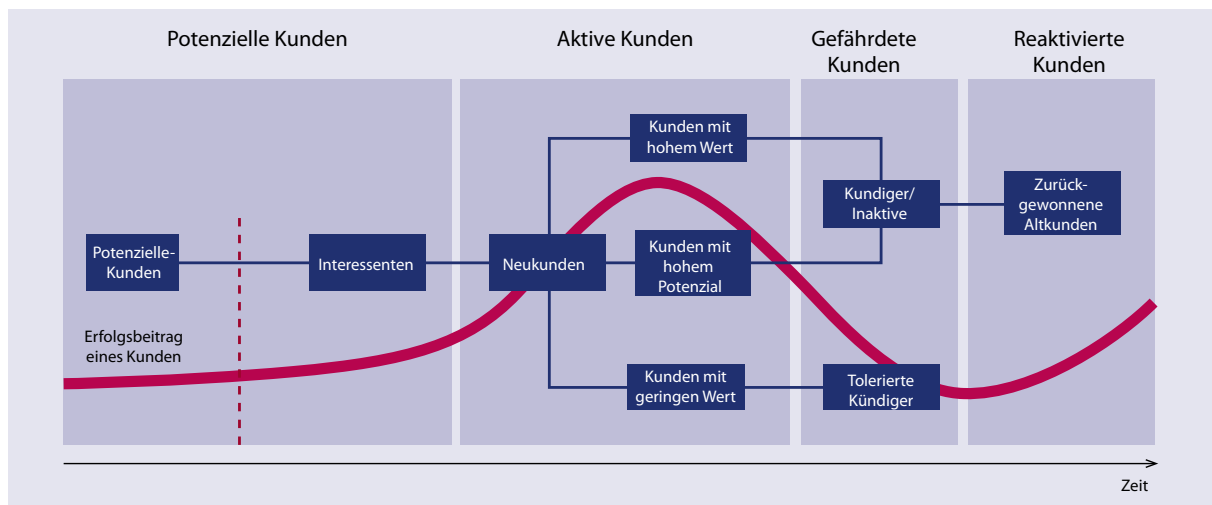 Potenzielle Kunden
Aktive Kunden
Gefährdete
Kunden
Reaktivierte
Kunden
Kunden mit
hohem Wert
Kundiger/
Inaktive
Zurück-
gewonnene
Altkunden
Potenzielle-
Kunden
Interessenten
Neukunden
Kunden mit
hohem
Potenzial
Erfolgsbeitrag
eines Kunden
Kunden mit
geringen Wert
Tolerierte
Kündiger
Zeit